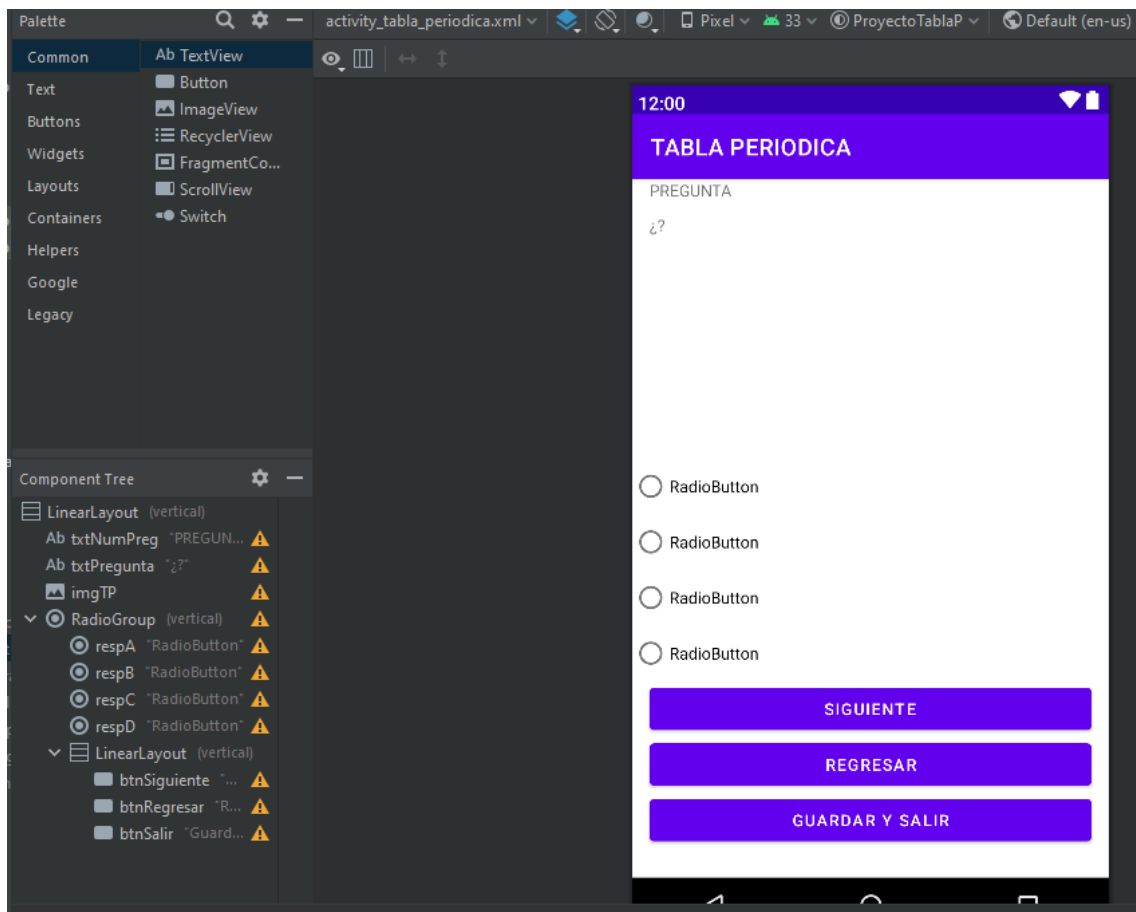 Palette
activity_tabla_periodica.xml
Pixel
33
ProyectoTablaP
Default (en-us)
Common
Text
Buttons
Widgets
Layouts
Containers
Helpers
Google
Legacy
Ab TextView
Button
ImageView
RecyclerView
FragmentCo...
ScrollView
Switch
12:00
TABLA PERIODICA
PREGUNTA
¿?
RadioButton
RadioButton
RadioButton
RadioButton
SIGUIENTE
REGRESAR
GUARDAR Y SALIR
Component Tree
LinearLayout (vertical)
Ab txtNumPreg "PREGUN...
Ab txtPregunta "¿?"
imgTP
RadioGroup (vertical)
respA "RadioButton"
respB "RadioButton"
respC "RadioButton"
respD "RadioButton"
LinearLayout (vertical)
btnSiguiente "...
btnRegresar "R...
btnSalir "Guard...